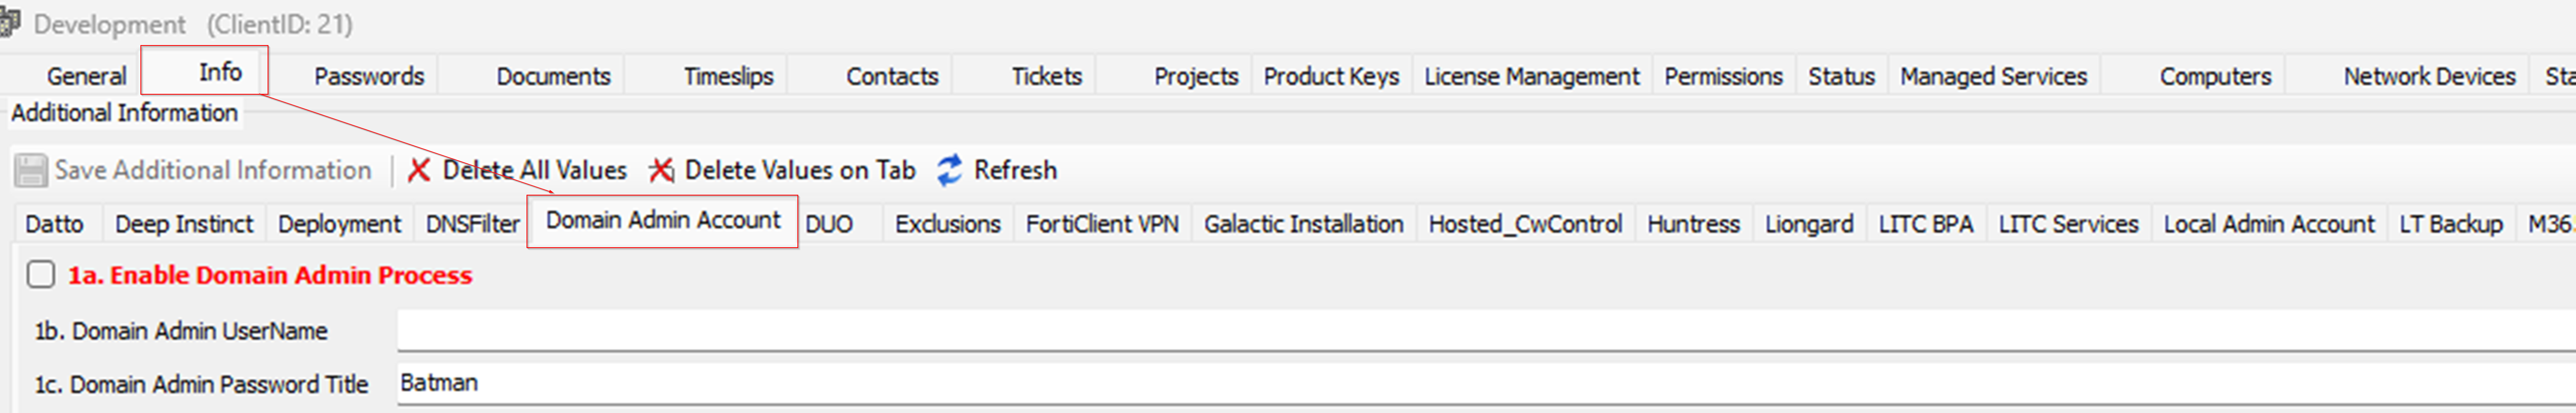 Development (ClientID: 21)
General Info Passwords Documents Timeslips Contacts Tickets Projects Product Keys License Management Permissions Status Managed Services Computers Network Devices
Additional Information
Save Additional Information Delete All Values Delete Values on Tab Refresh
Datto Deep Instinct Deployment DNSFilter Domain Admin Account DUO Exclusions FortiClient VPN Galactic Installation Hosted_CwControl Huntress Liongard LITC BPA LITC Services Local Admin Account LT Backup
1a. Enable Domain Admin Process
1b. Domain Admin UserName
1c. Domain Admin Password Title Batman